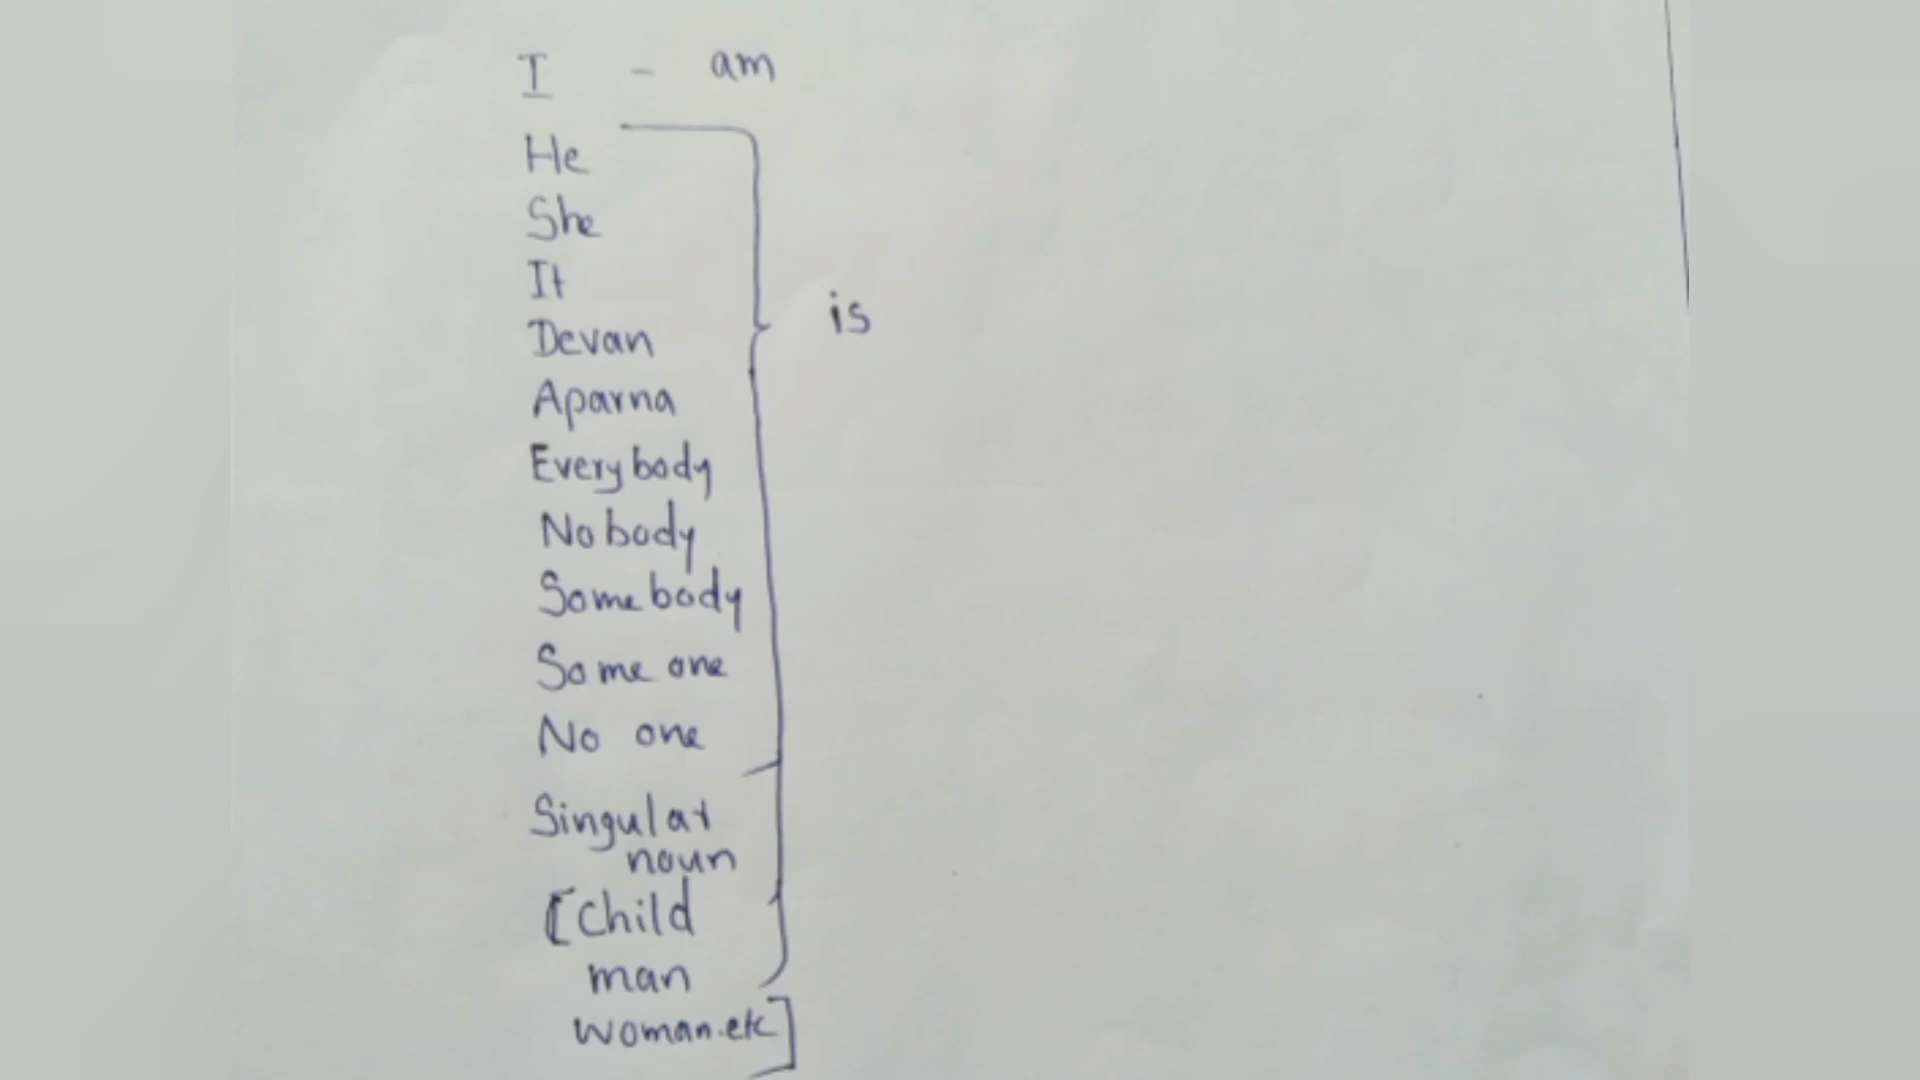 I - am
He
She
It
is
Devan
Aparna
Everybody
Nobody
Somebody
Some one
No one
Singular
noun
[Child
man
woman.etc]